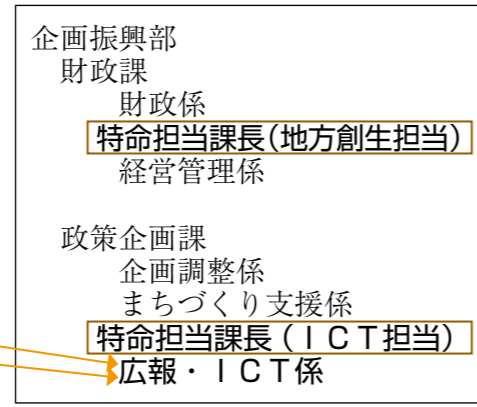 企画振興部
財政課
財政係
特命担当課長（地方創生担当）
経営管理係
政策企画課
企画調整係
まちづくり支援係
特命担当課長（ＩＣＴ担当）
広報・ＩＣＴ係